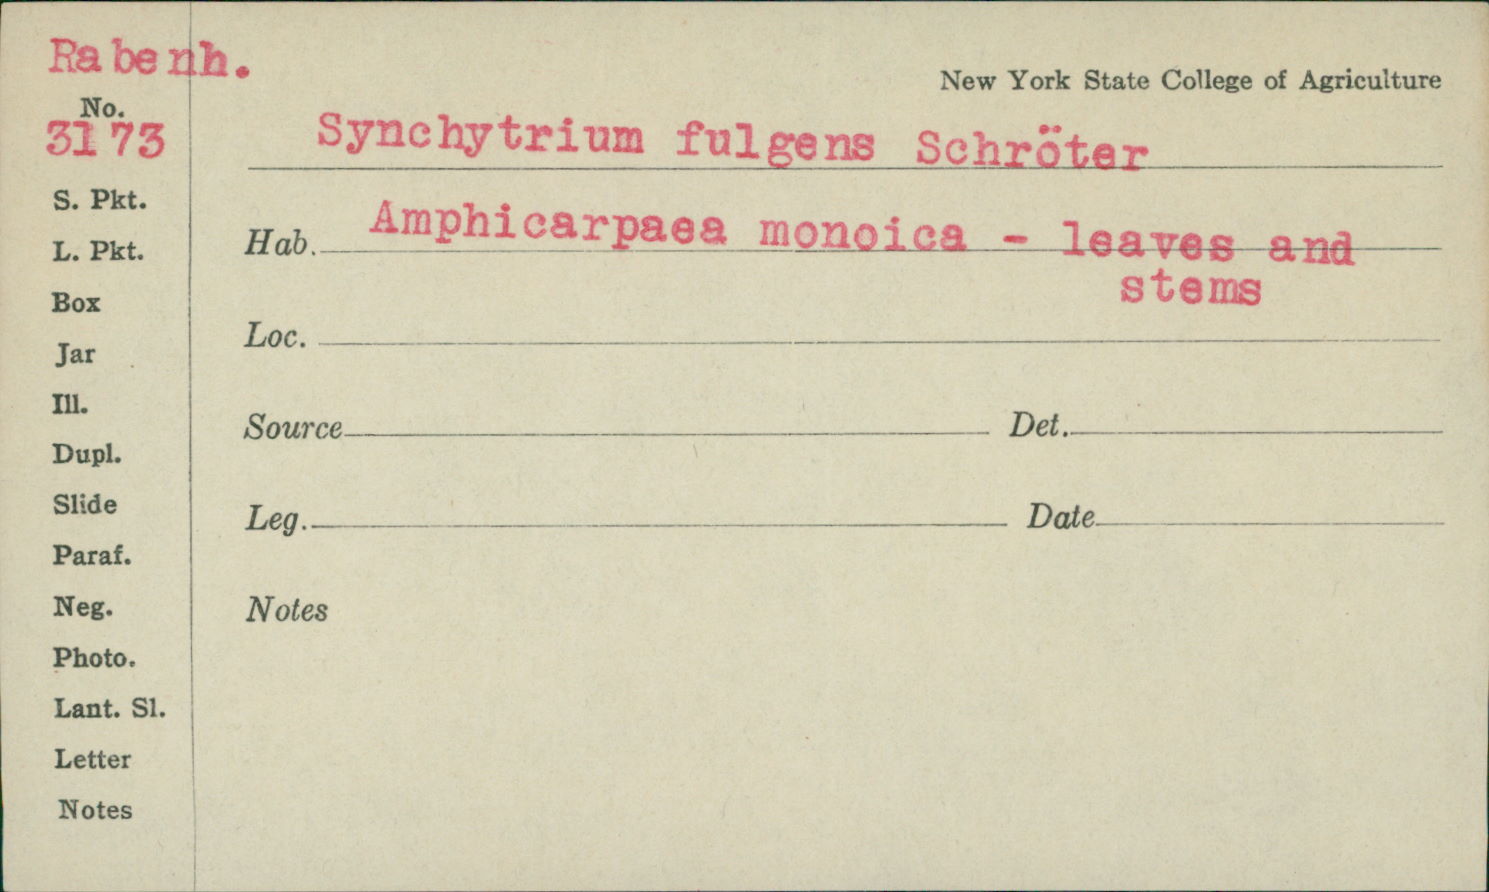 Rabenh.
New York State College of Agriculture
No.
3173
Synchytrium fulgens Schröter
S. Pkt.
Hab. Amphicarpaea monoica - leaves and
stems
L. Pkt.
Box
Loc.
Jar
Ill.
Source Det.
Dupl.
Slide
Leg. Date
Paraf.
Neg.
Notes
Photo.
Lant. Sl.
Letter
Notes